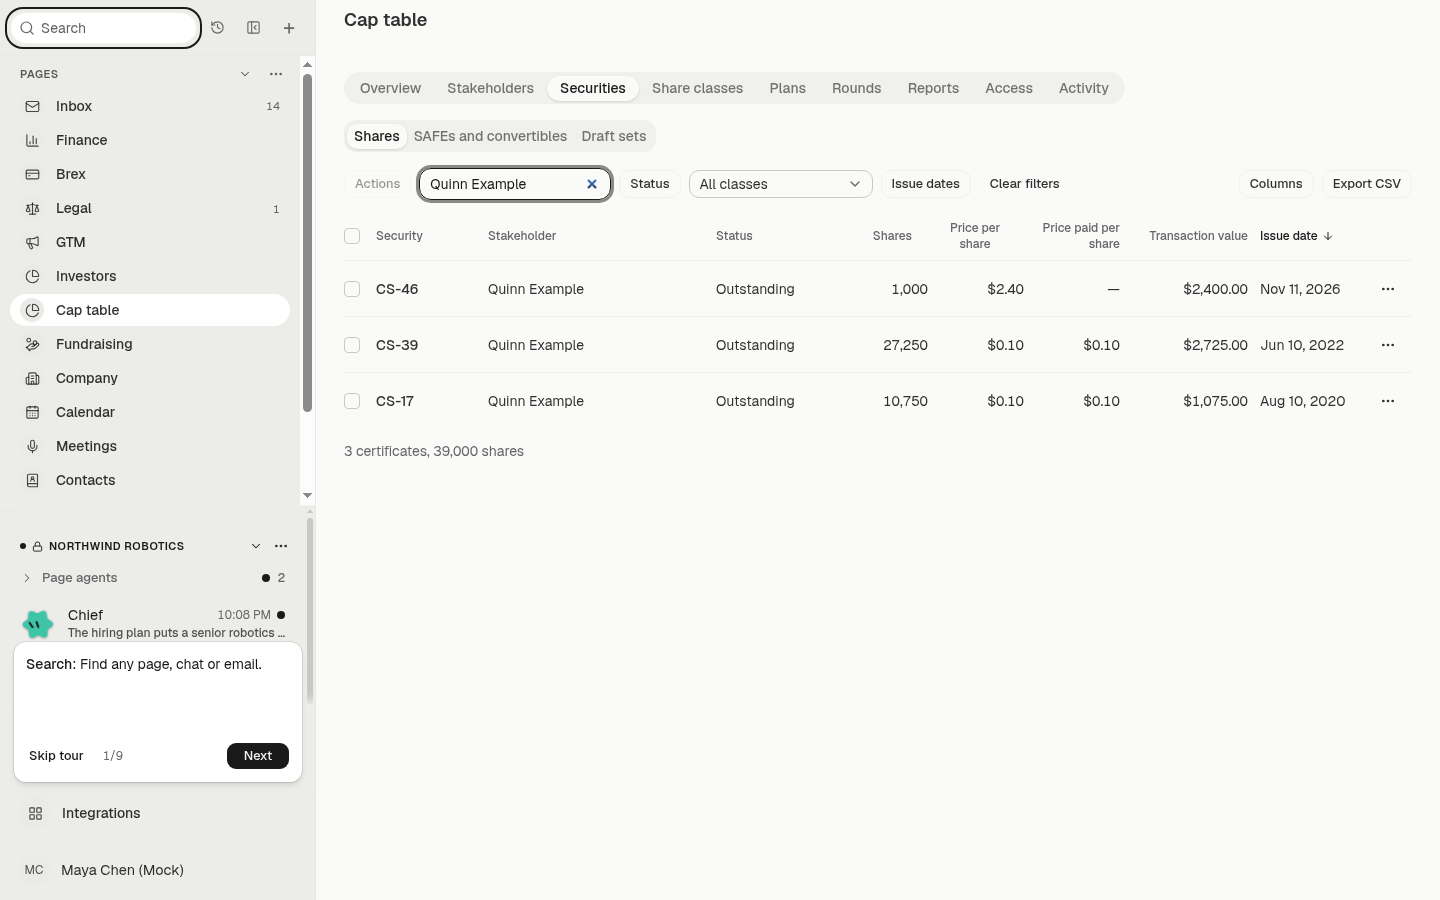 Search
PAGES
Inbox 14
Finance
Brex
Legal 1
GTM
Investors
Cap table
Fundraising
Company
Calendar
Meetings
Contacts
NORTHWIND ROBOTICS
Page agents 2
Chief 10:08 PM
The hiring plan puts a senior robotics ...
Search: Find any page, chat or email.
Skip tour 1/9 Next
Integrations
MC Maya Chen (Mock)
Cap table
Overview Stakeholders Securities Share classes Plans Rounds Reports Access Activity
Shares SAFEs and convertibles Draft sets
Actions Quinn Example Status All classes Issue dates Clear filters Columns Export CSV
Security Stakeholder Status Shares Price per share Price paid per share Transaction value Issue date
CS-46 Quinn Example Outstanding 1,000 $2.40 — $2,400.00 Nov 11, 2026
CS-39 Quinn Example Outstanding 27,250 $0.10 $0.10 $2,725.00 Jun 10, 2022
CS-17 Quinn Example Outstanding 10,750 $0.10 $0.10 $1,075.00 Aug 10, 2020
3 certificates, 39,000 shares